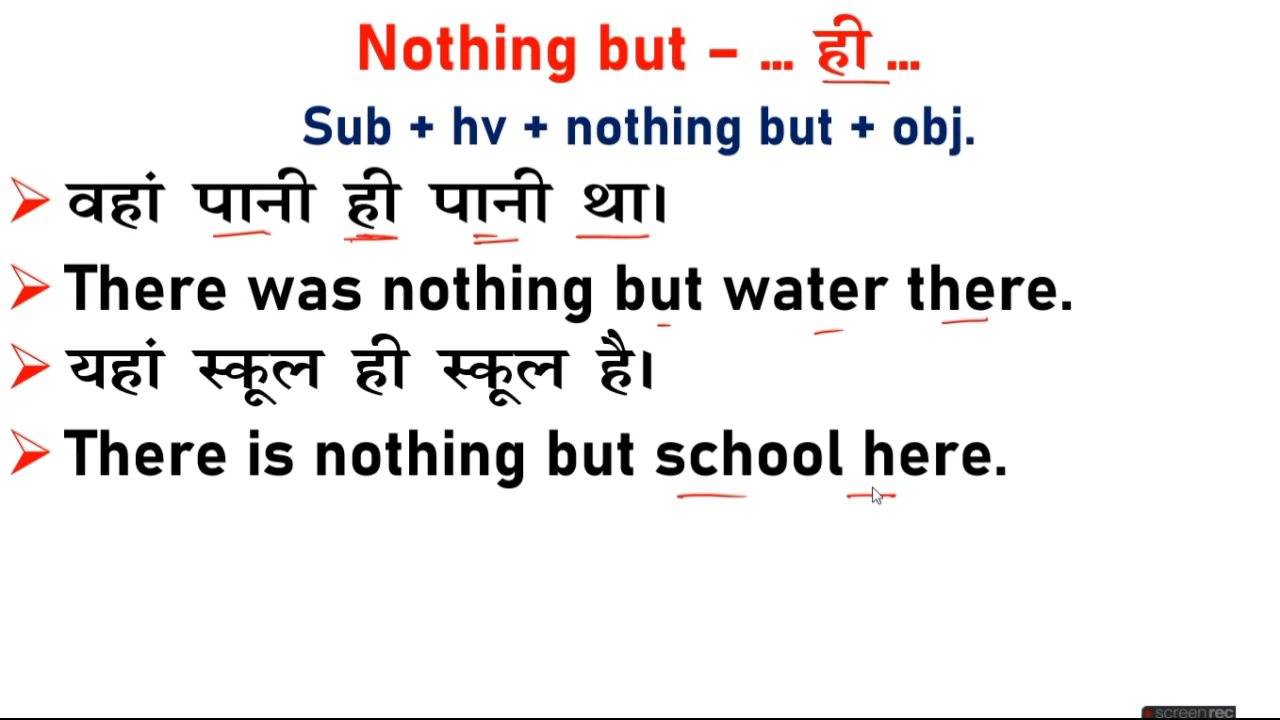 Nothing but – ... ही ...
Sub + hv + nothing but + obj.
वहां पानी ही पानी था।
There was nothing but water there.
यहां स्कूल ही स्कूल है।
There is nothing but school here.
screenrec